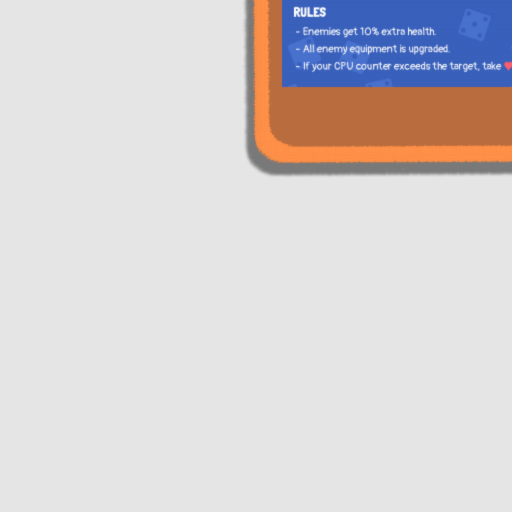 RULES
- Enemies get 10% extra health.
- All enemy equipment is upgraded.
- If your CPU counter exceeds the target, take